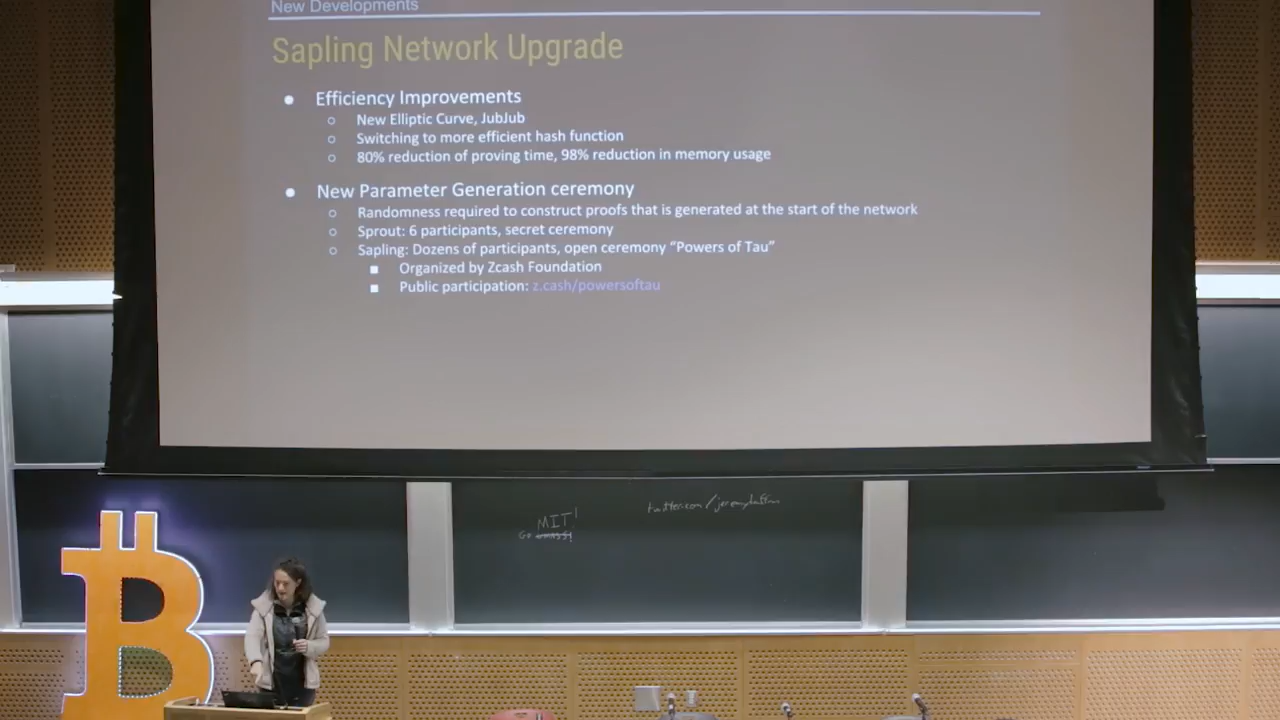 New Developments
Sapling Network Upgrade
Efficiency Improvements
New Elliptic Curve, JubJub
Switching to more efficient hash function
80% reduction of proving time, 98% reduction in memory usage
New Parameter Generation ceremony
Randomness required to construct proofs that is generated at the start of the network
Sprout: 6 participants, secret ceremony
Sapling: Dozens of participants, open ceremony “Powers of Tau”
Organized by Zcash Foundation
Public participation: z.cash/powersoftau
MIT!
Go